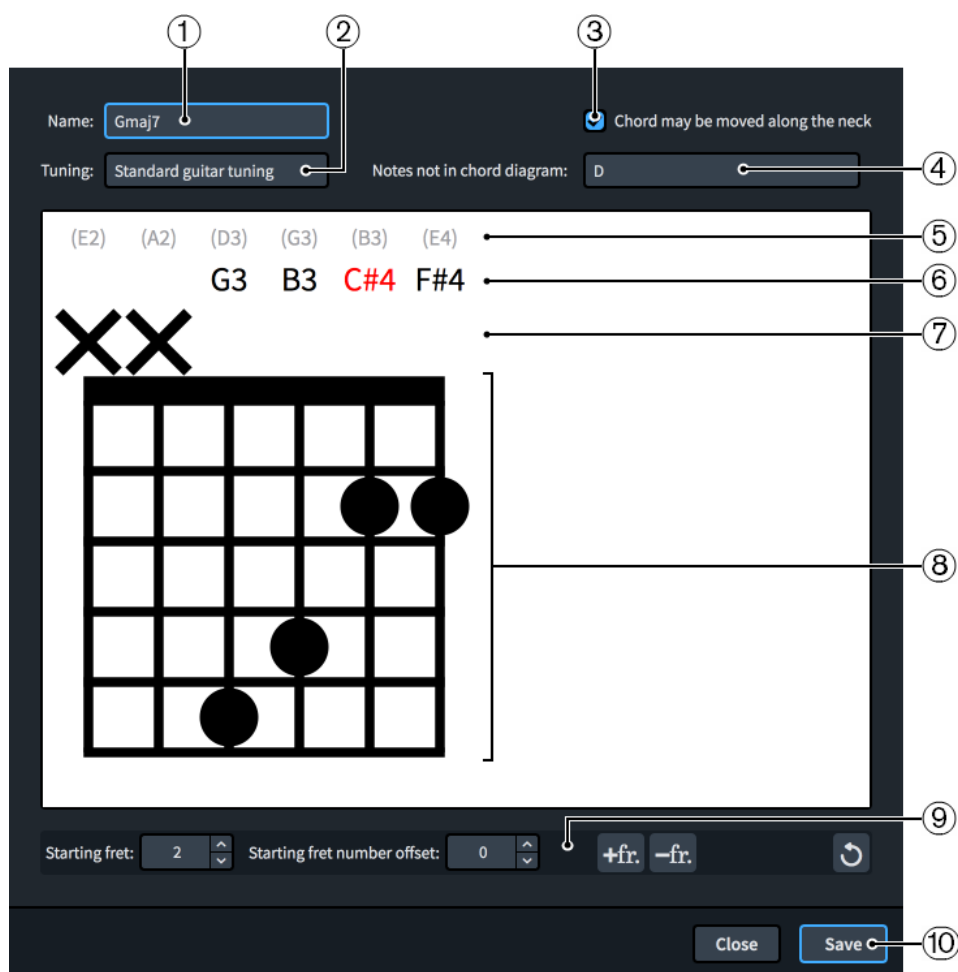 ① ② ③
Name: Gmaj7 Chord may be moved along the neck
Tuning: Standard guitar tuning Notes not in chord diagram: D ④
(E2) (A2) (D3) (G3) (B3) (E4) ⑤
G3 B3 C#4 F#4 ⑥
⑦
⑧
⑨
Starting fret: 2 Starting fret number offset: 0 +fr. −fr.
Close Save ⑩